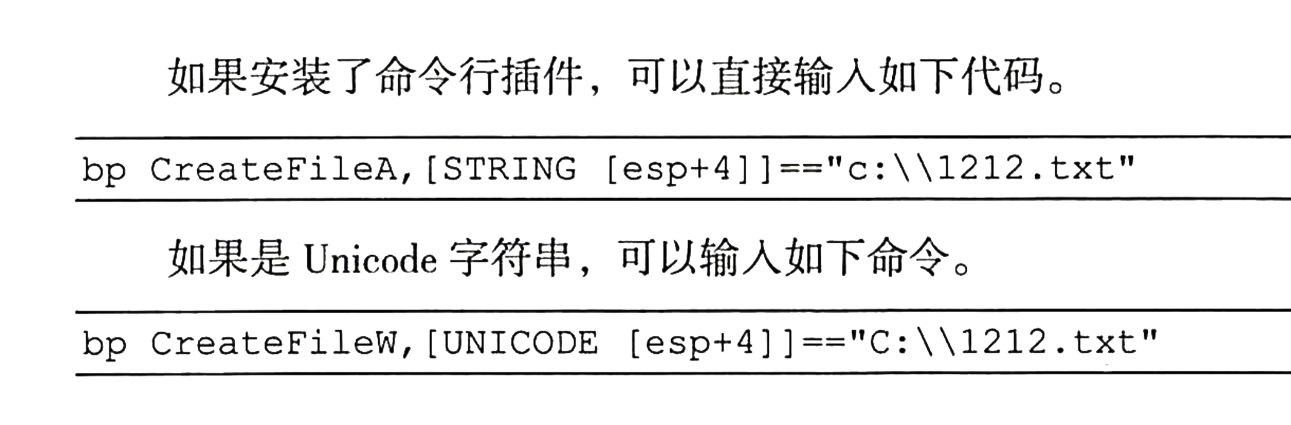 如果安装了命令行插件，可以直接输入如下代码。
bp CreateFileA,[STRING [esp+4]]=="c:\\1212.txt"
如果是 Unicode 字符串，可以输入如下命令。
bp CreateFileW,[UNICODE [esp+4]]=="C:\\1212.txt"